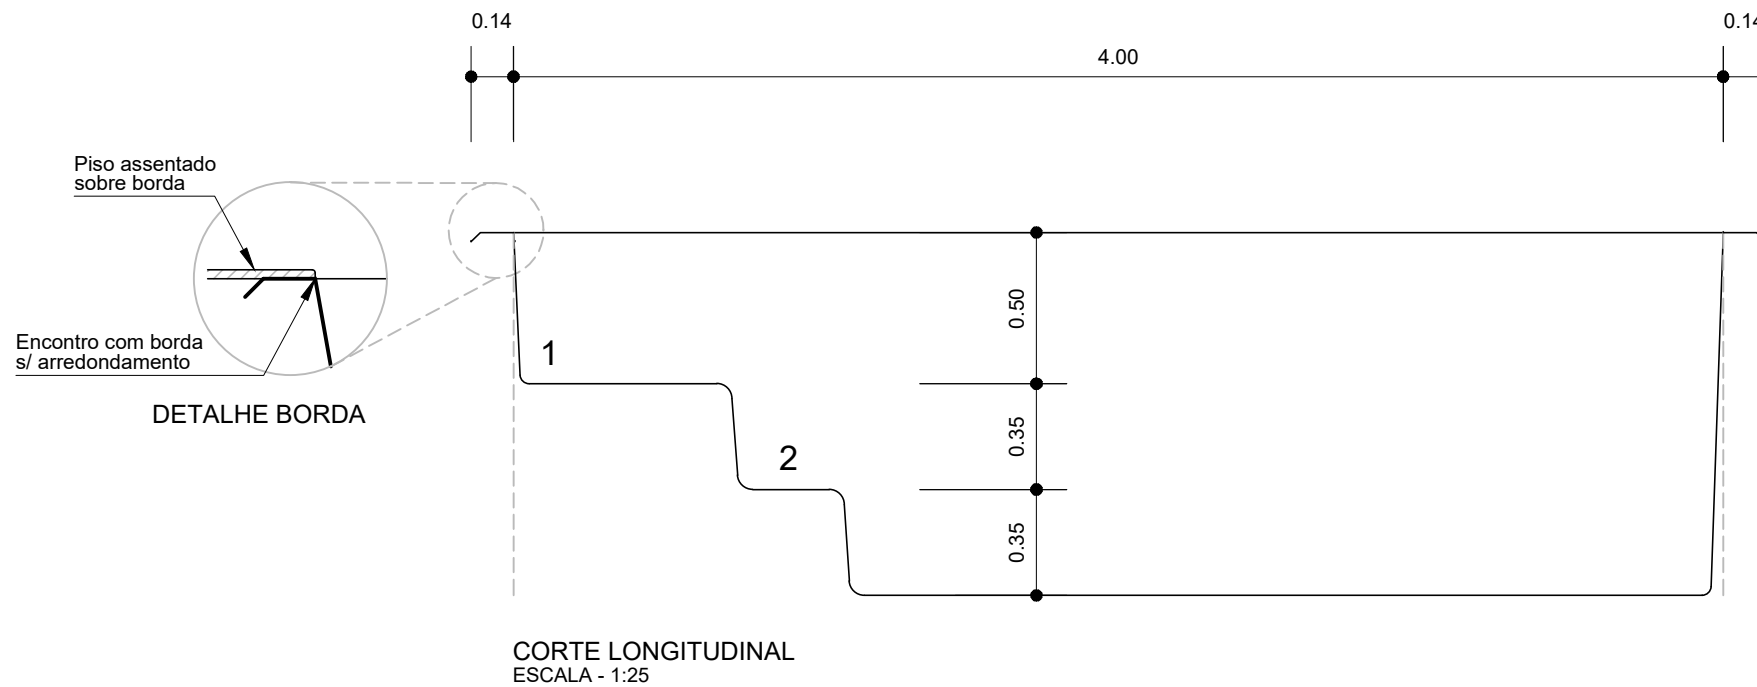 0.14
0.14
4.00
Piso assentado
sobre borda
0.50
Encontro com borda
s/ arredondamento
1
DETALHE BORDA
0.35
2
0.35
CORTE LONGITUDINAL
ESCALA - 1:25